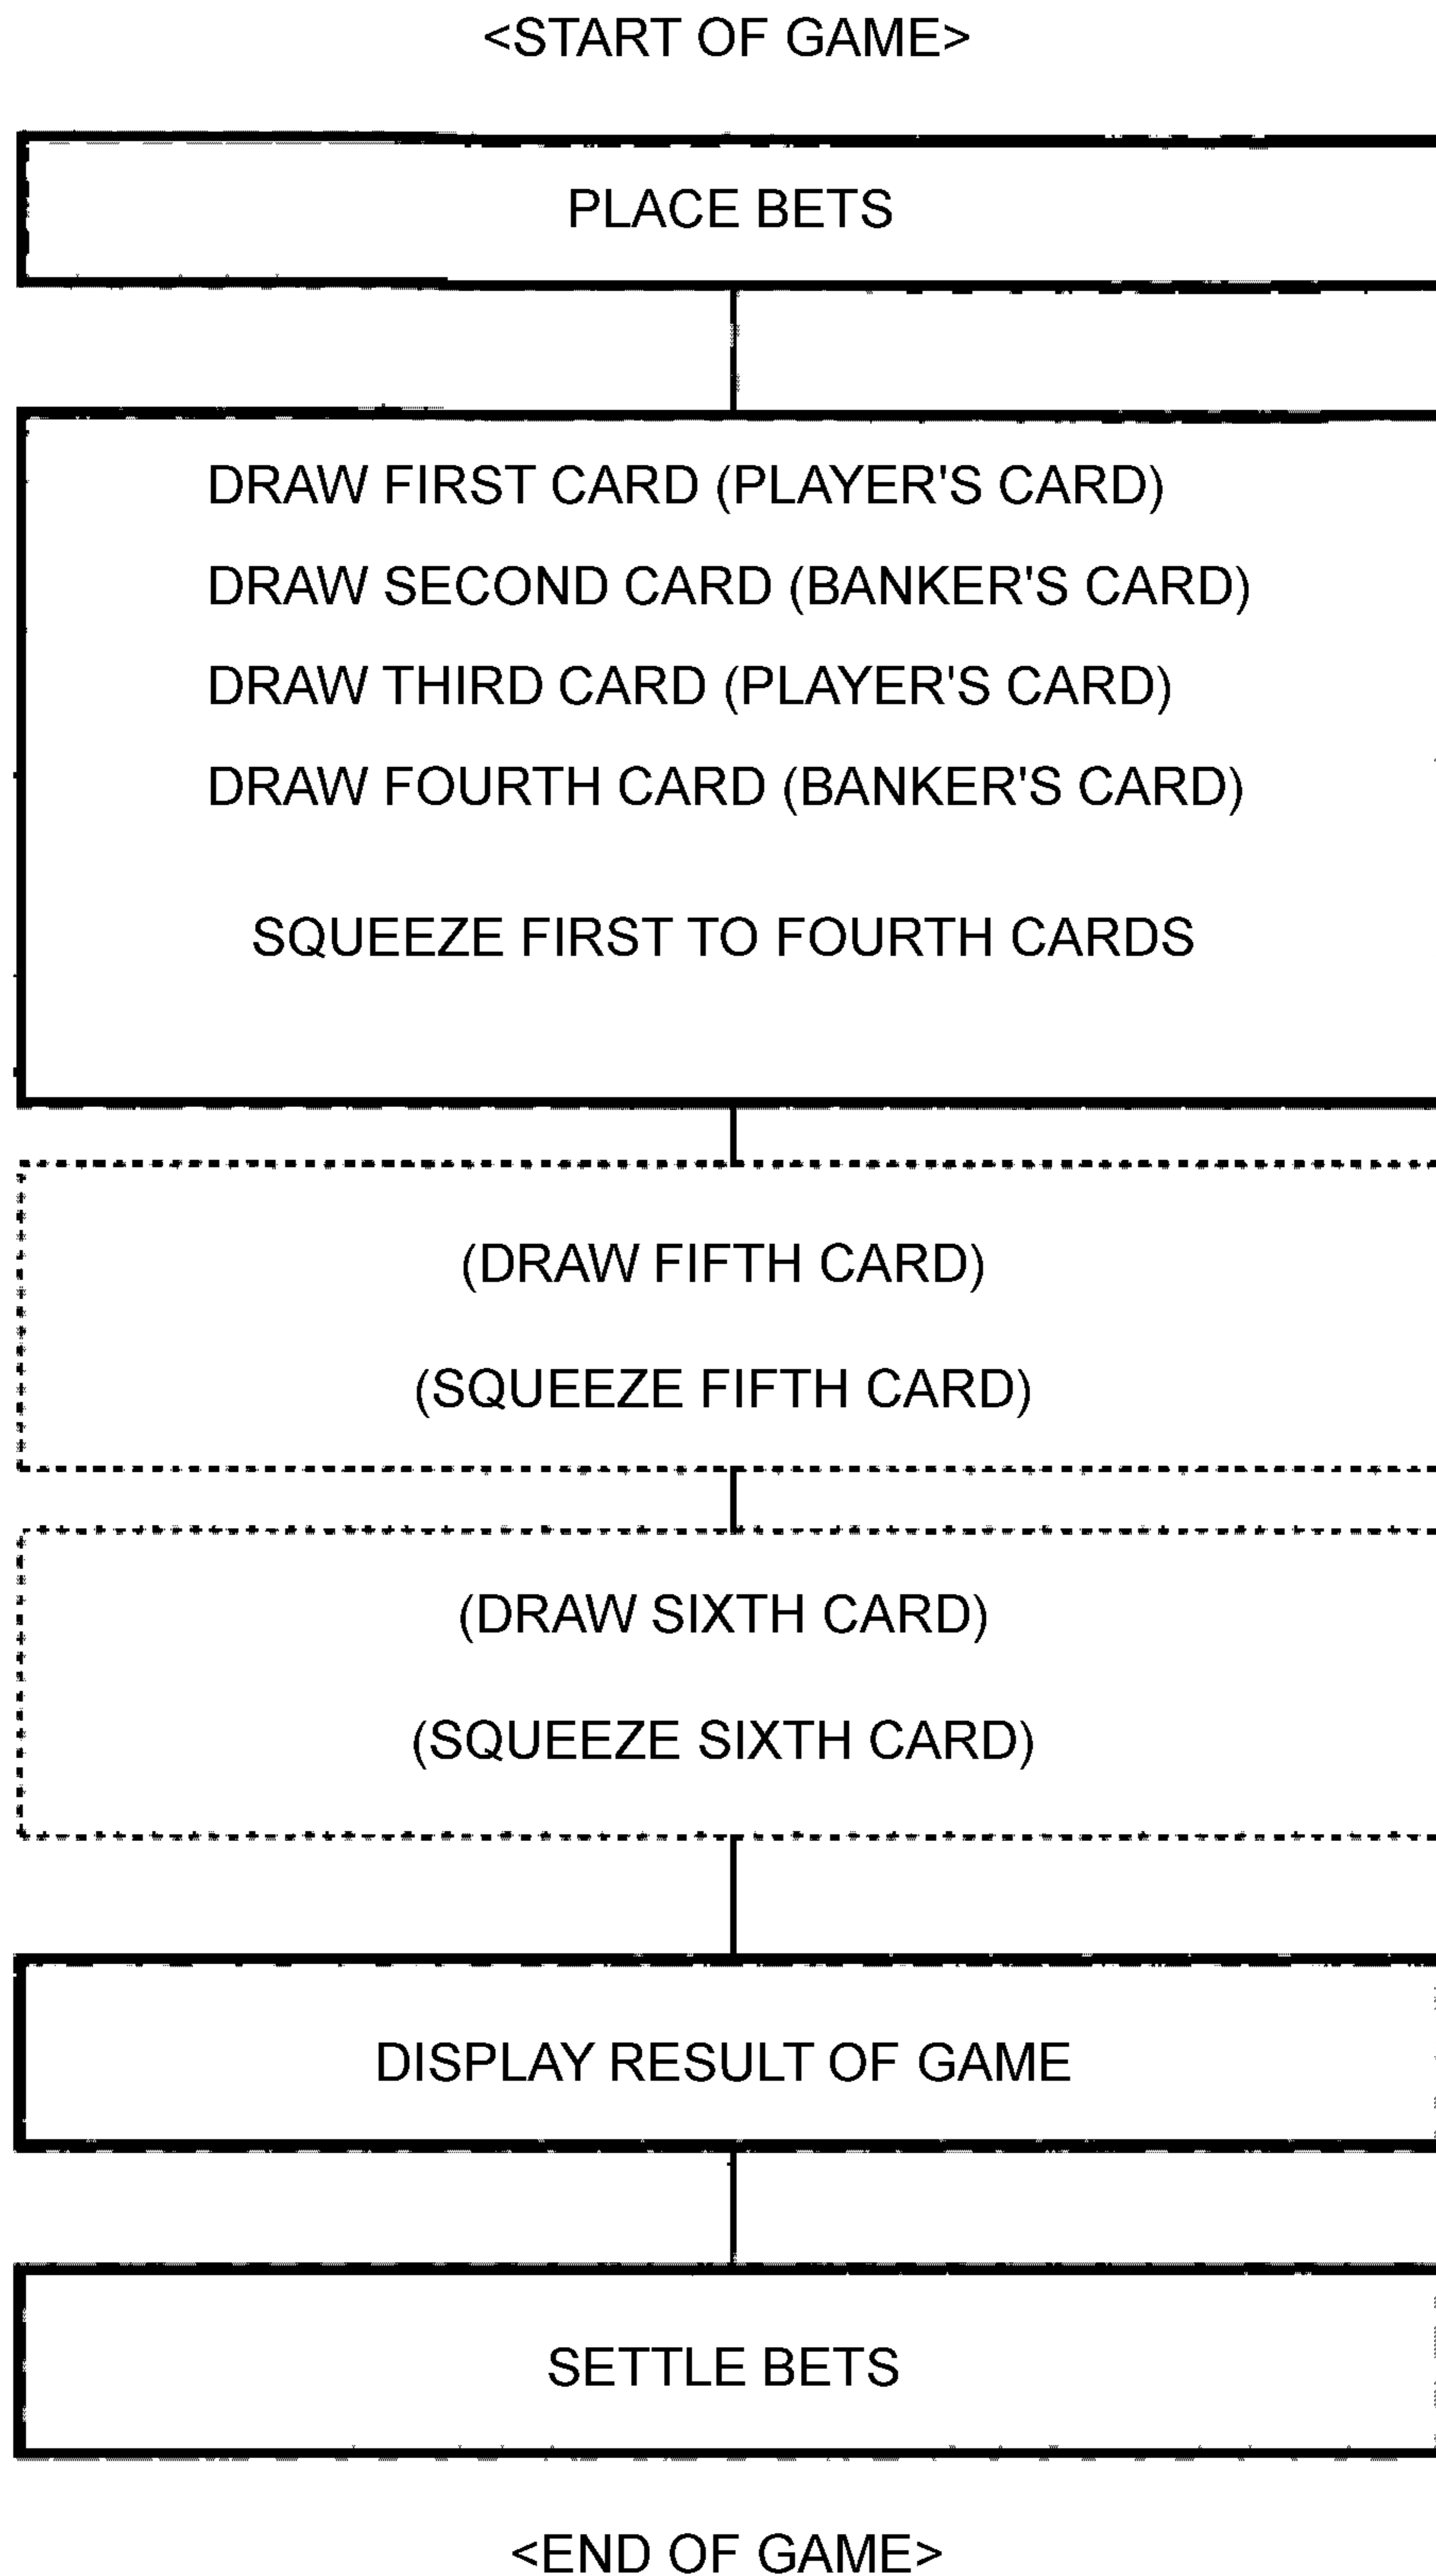 <START OF GAME>
PLACE BETS
DRAW FIRST CARD (PLAYER'S CARD)
DRAW SECOND CARD (BANKER'S CARD)
DRAW THIRD CARD (PLAYER'S CARD)
DRAW FOURTH CARD (BANKER'S CARD)
SQUEEZE FIRST TO FOURTH CARDS
(DRAW FIFTH CARD)
(SQUEEZE FIFTH CARD)
(DRAW SIXTH CARD)
(SQUEEZE SIXTH CARD)
DISPLAY RESULT OF GAME
SETTLE BETS
<END OF GAME>